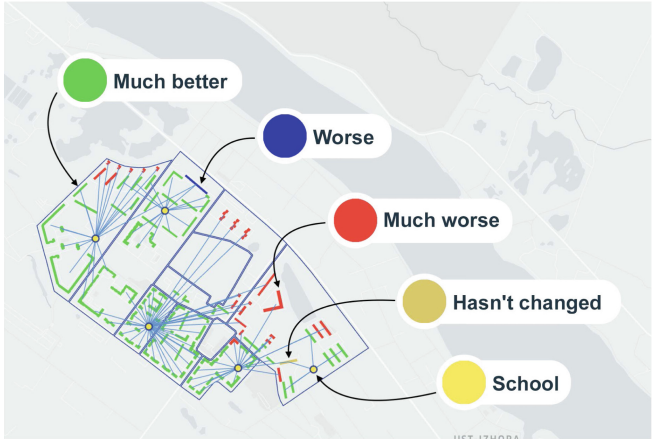 Much better
Worse
Much worse
Hasn't changed
School
UST-IZHORA